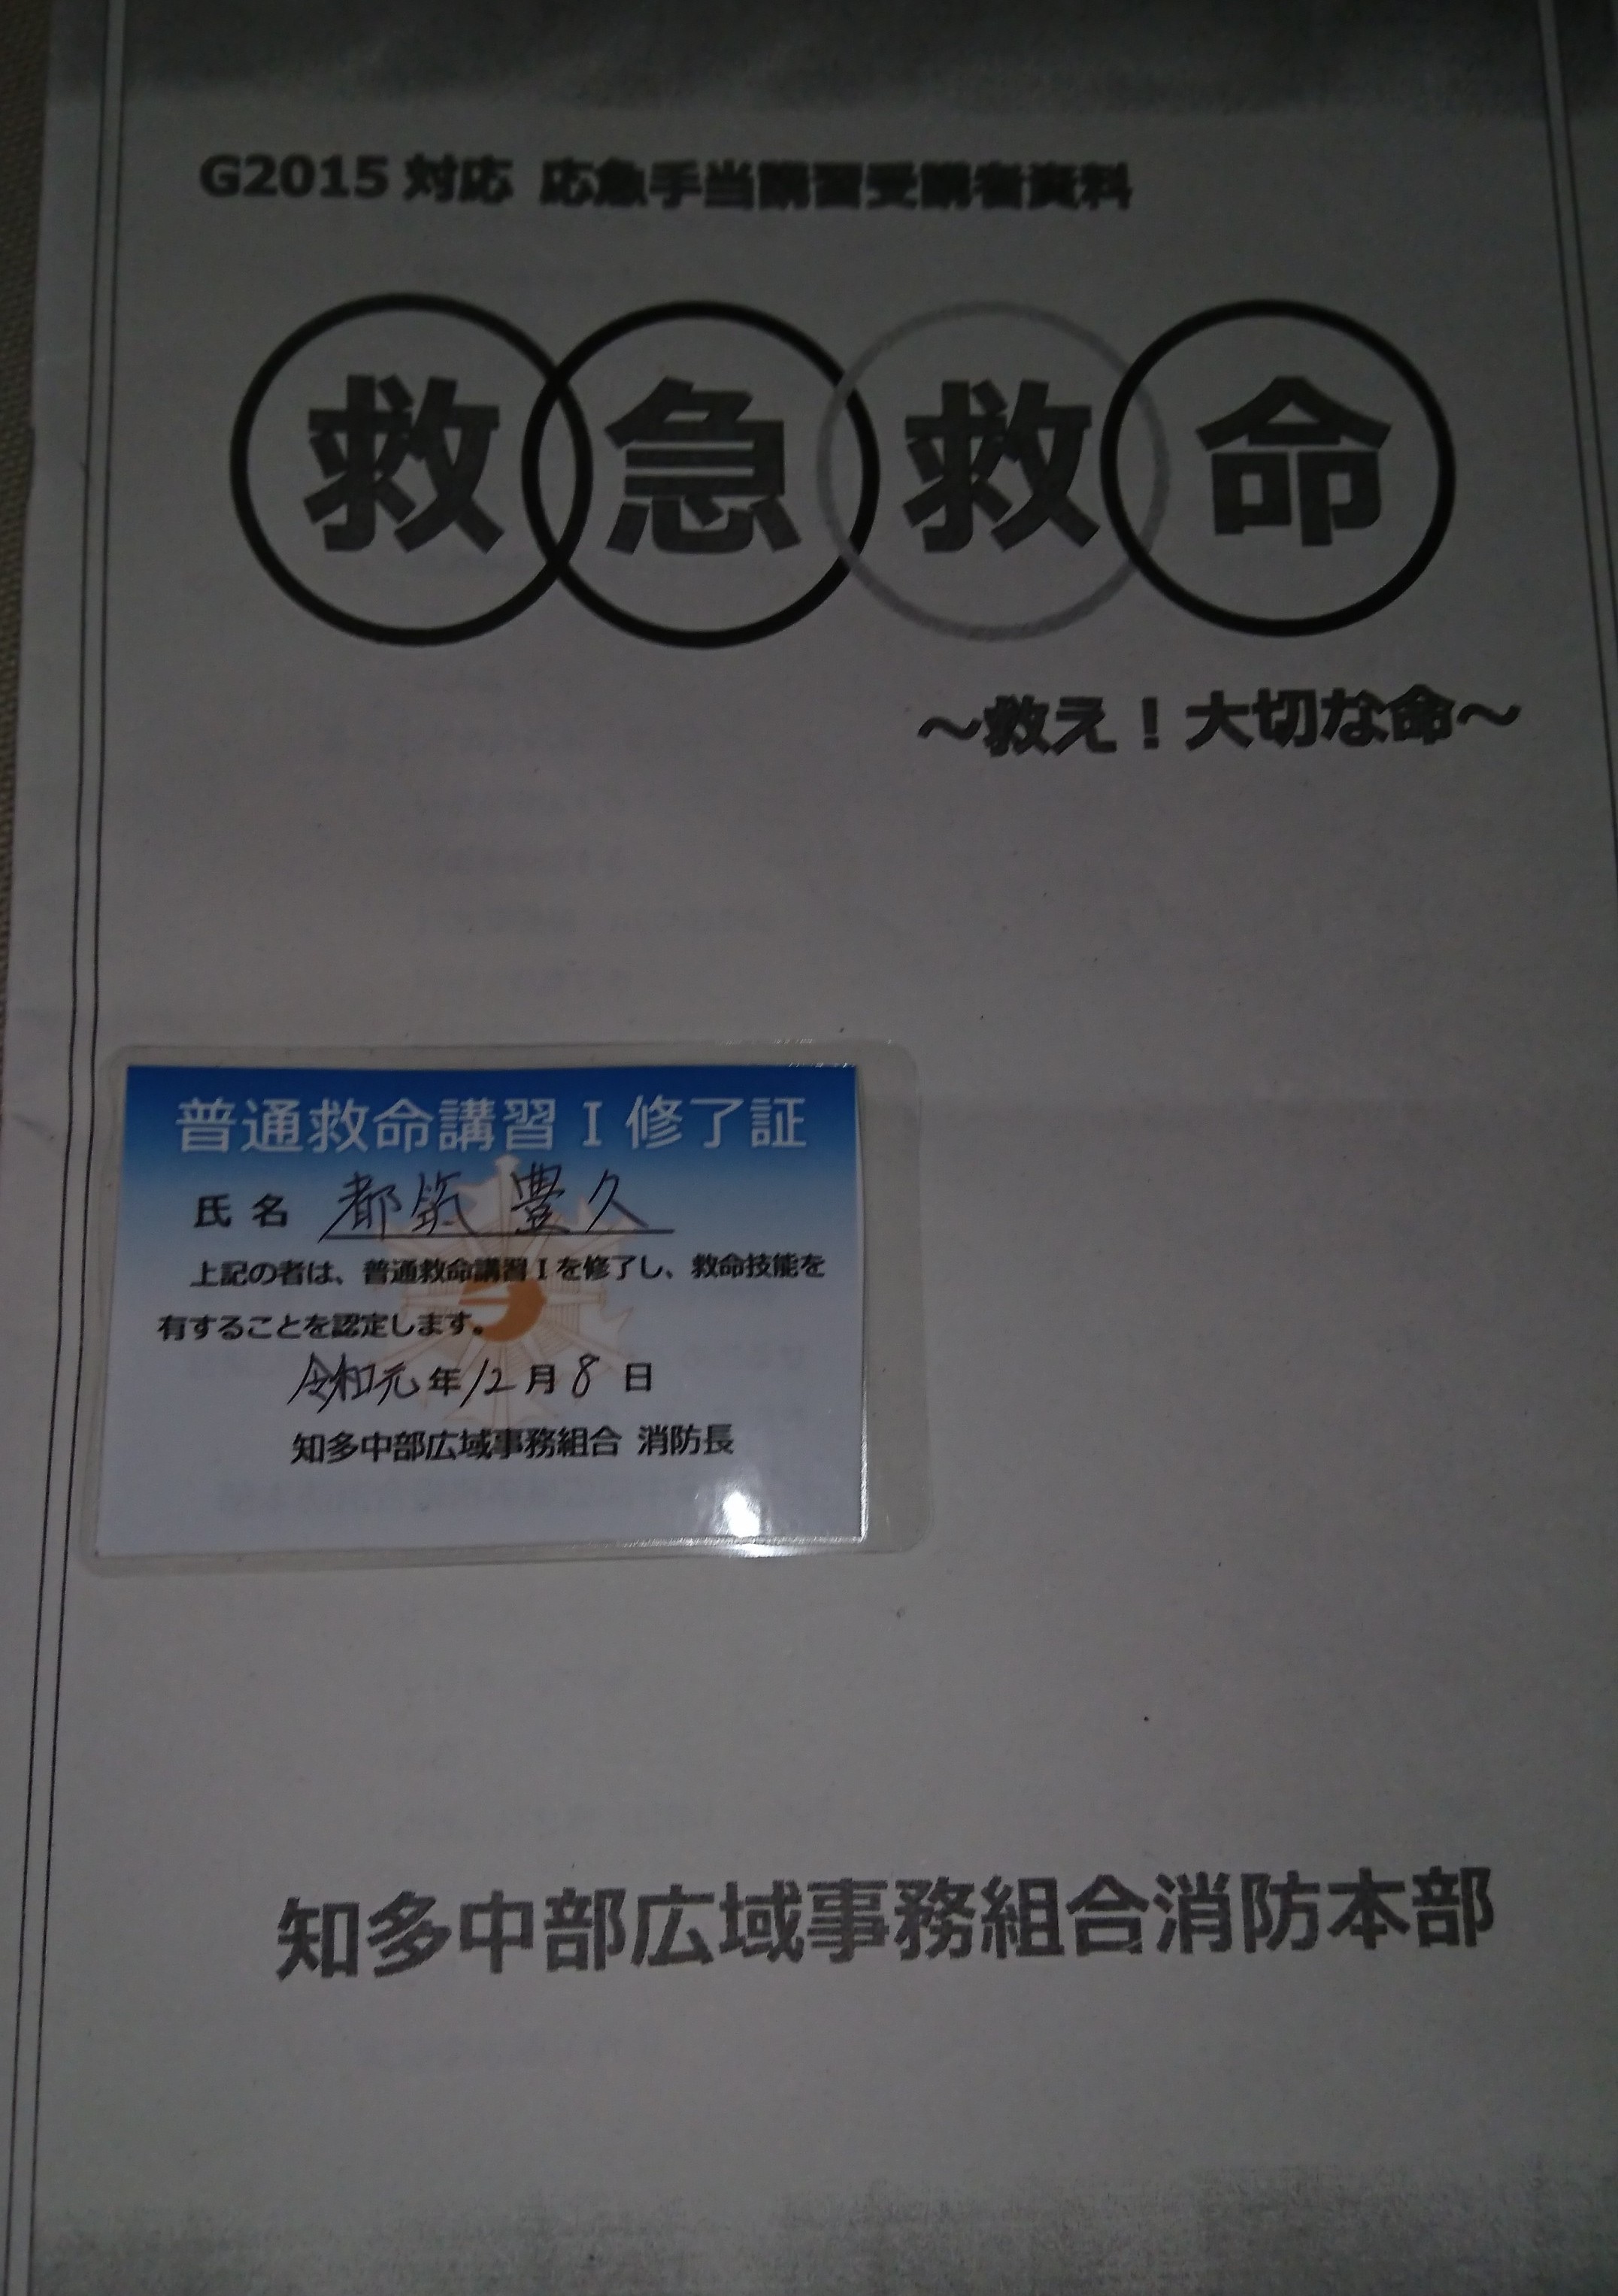 G2015 対応 応急手当講習受講者資料
救急救命
～救え！大切な命～
普通救命講習Ⅰ修了証
氏名 都筑 豊久
上記の者は、普通救命講習Ⅰを修了し、救命技能を
有することを認定します。
令和元年12月8日
知多中部広域事務組合 消防長
知多中部広域事務組合消防本部